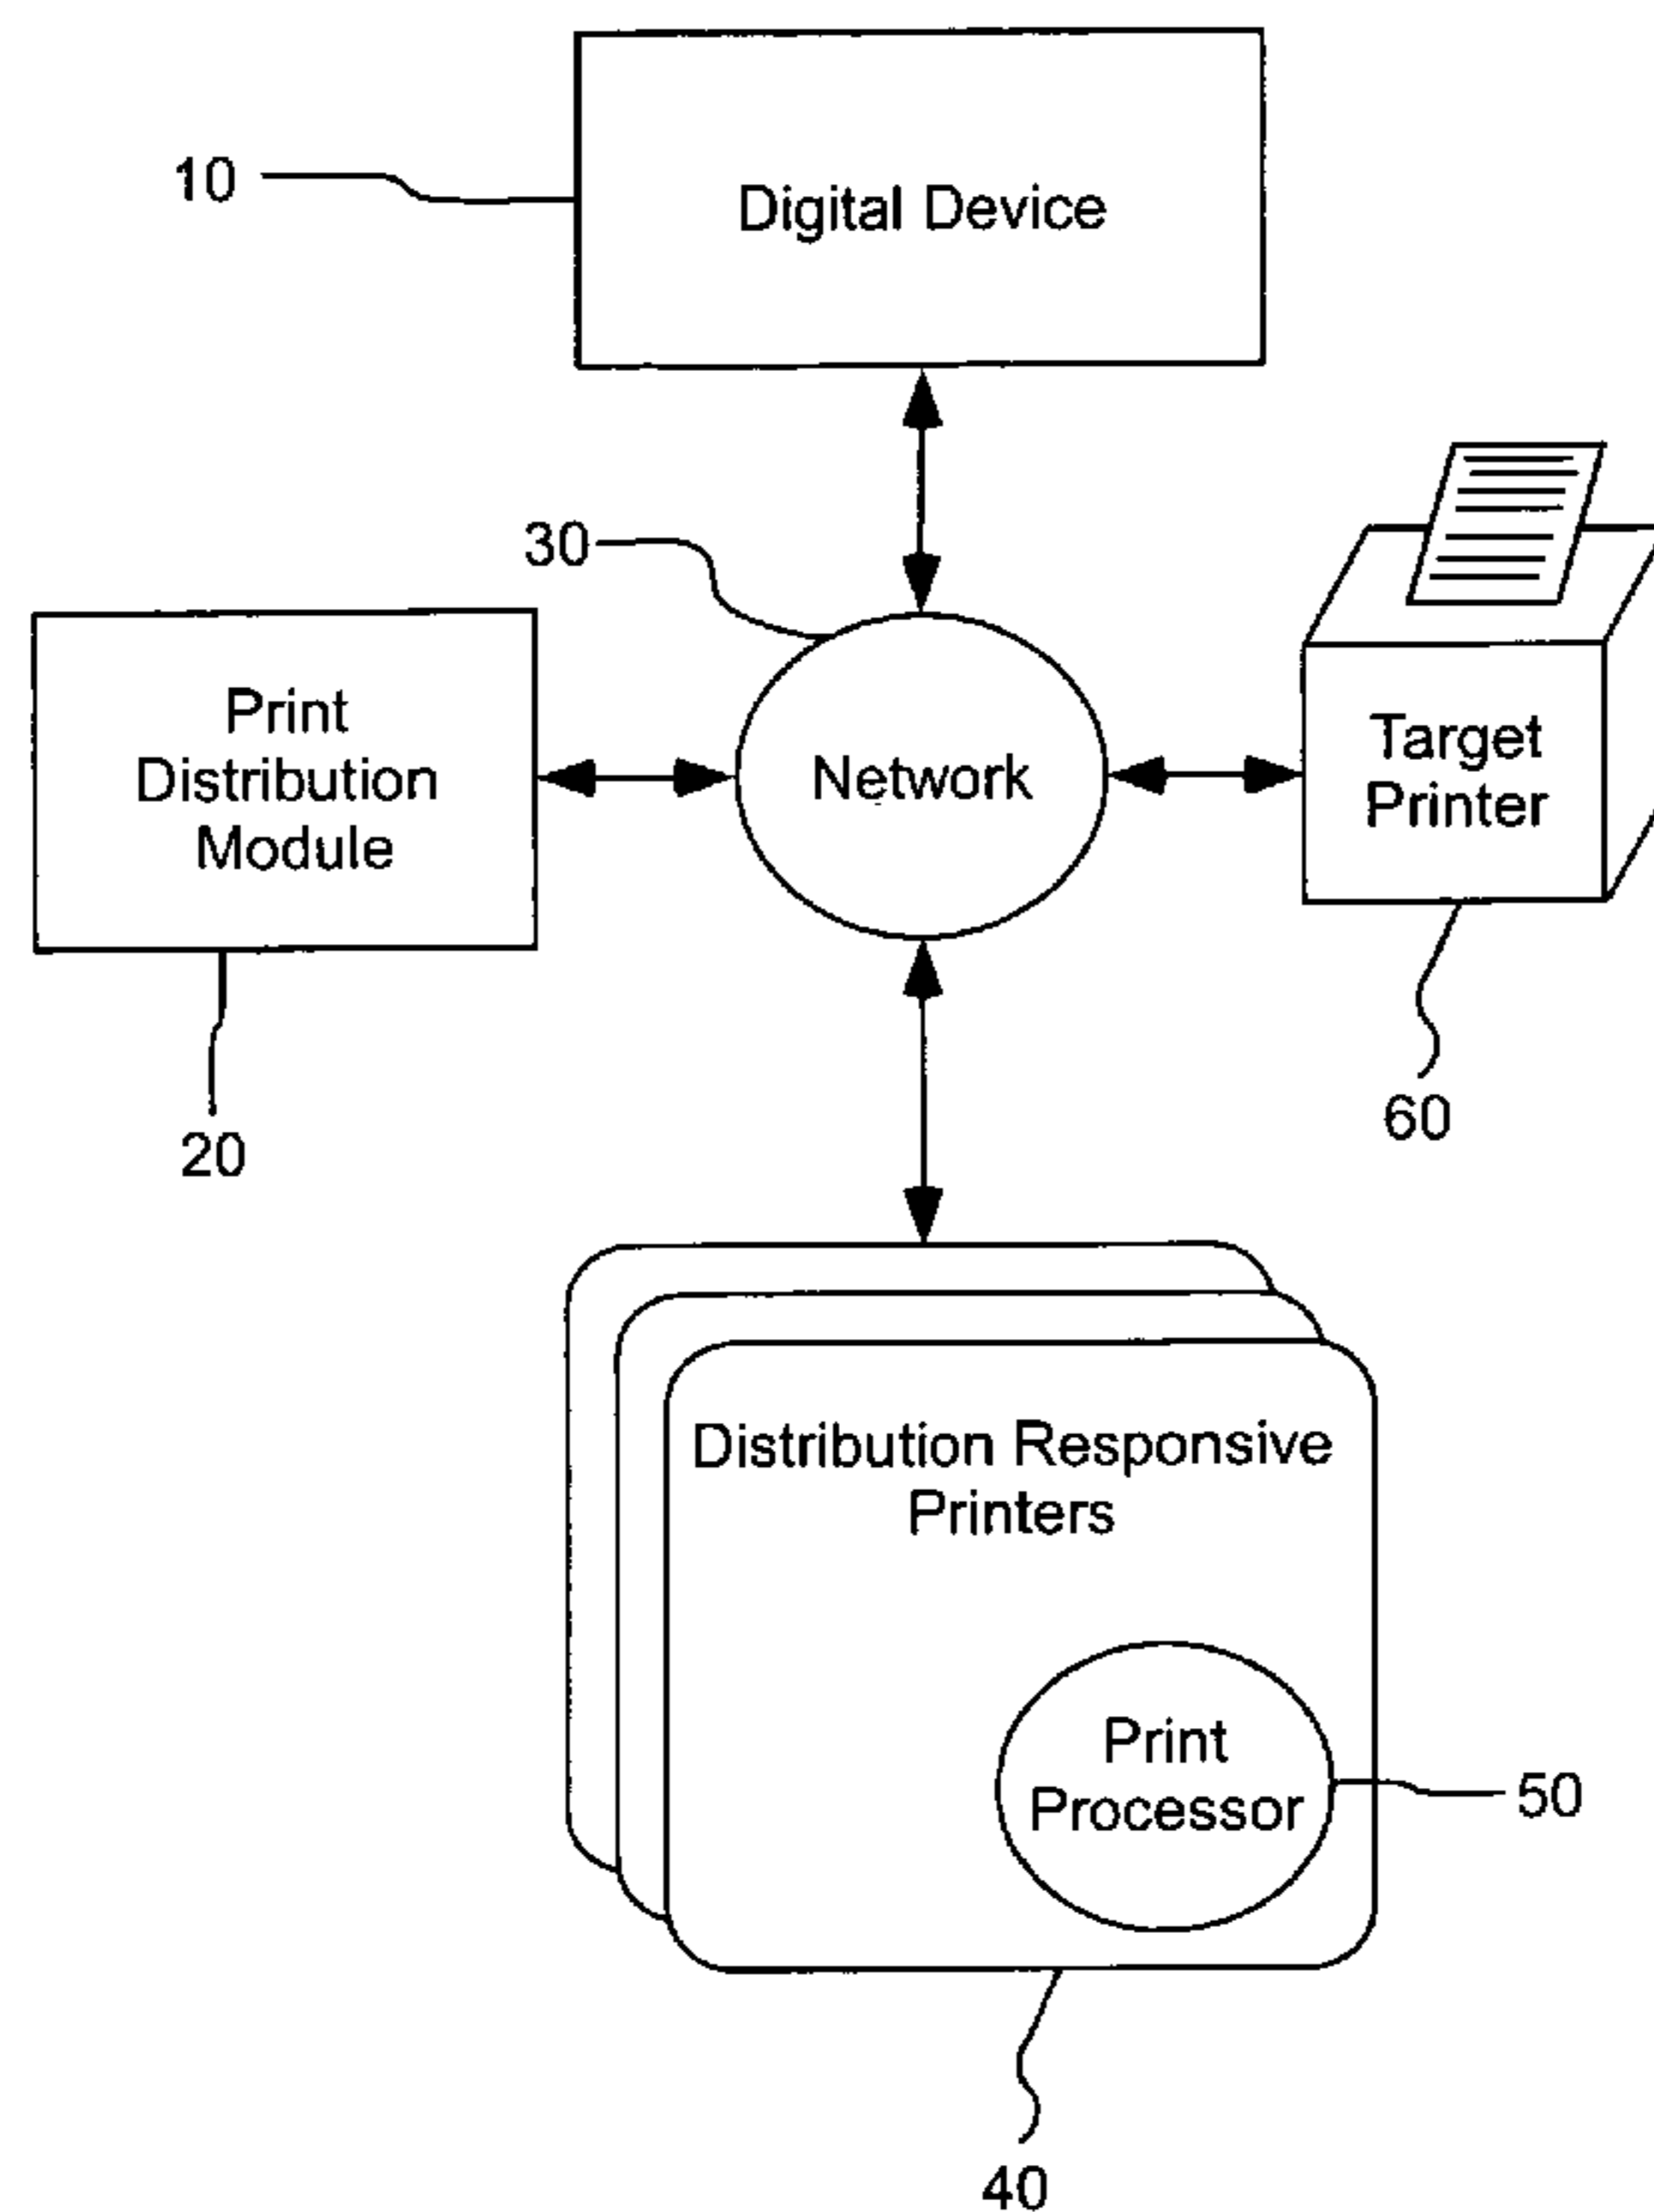 10
Digital Device
30
Print
Distribution
Module
Network
Target
Printer
20
60
Distribution Responsive
Printers
Print
Processor
50
40